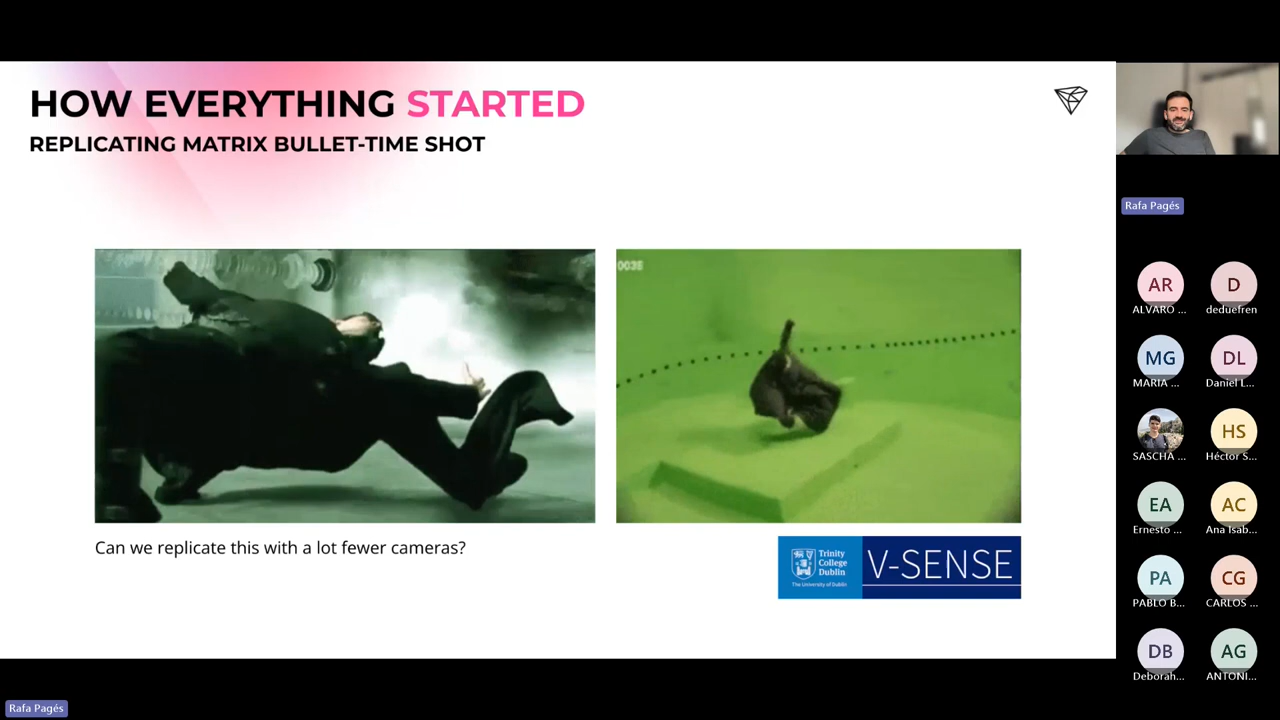 HOW EVERYTHING STARTED
REPLICATING MATRIX BULLET-TIME SHOT
003E
Can we replicate this with a lot fewer cameras?
Trinity
College
Dublin
The University of Dublin
V-SENSE
Rafa Pagés
AR
ALVARO ...
D
deduefren
MG
MARIA ...
DL
Daniel L...
SASCHA ...
HS
Héctor S...
EA
Ernesto ...
AC
Ana Isab...
PA
PABLO B...
CG
CARLOS ...
DB
Deborah...
AG
ANTONI...
Rafa Pagés